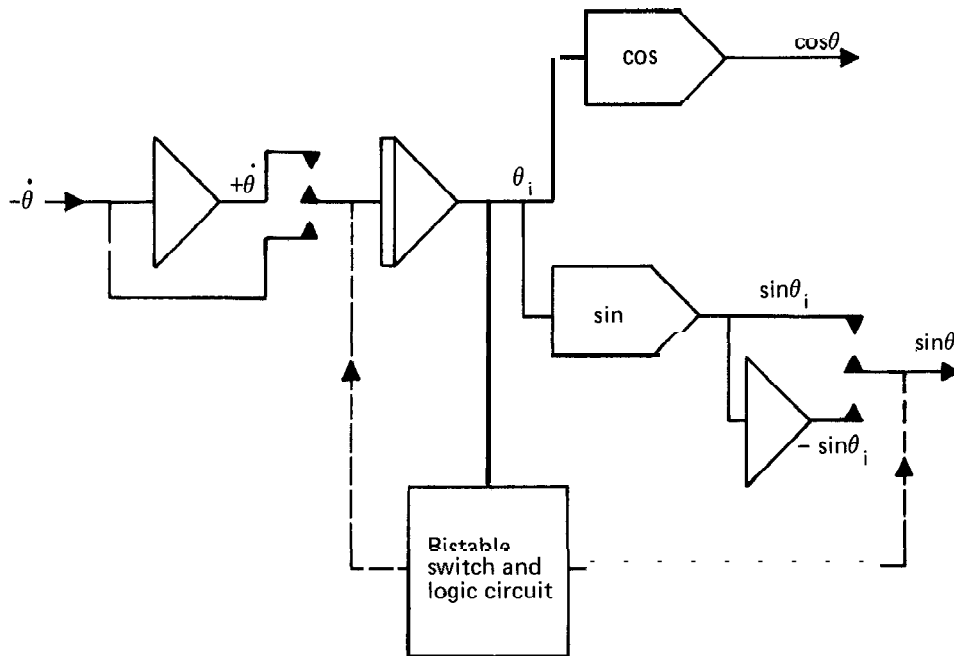 cosθ
cos
-θ̇
+θ̇
θi
sin
sinθi
sinθ
- sinθi
Bistable
switch and
logic circuit